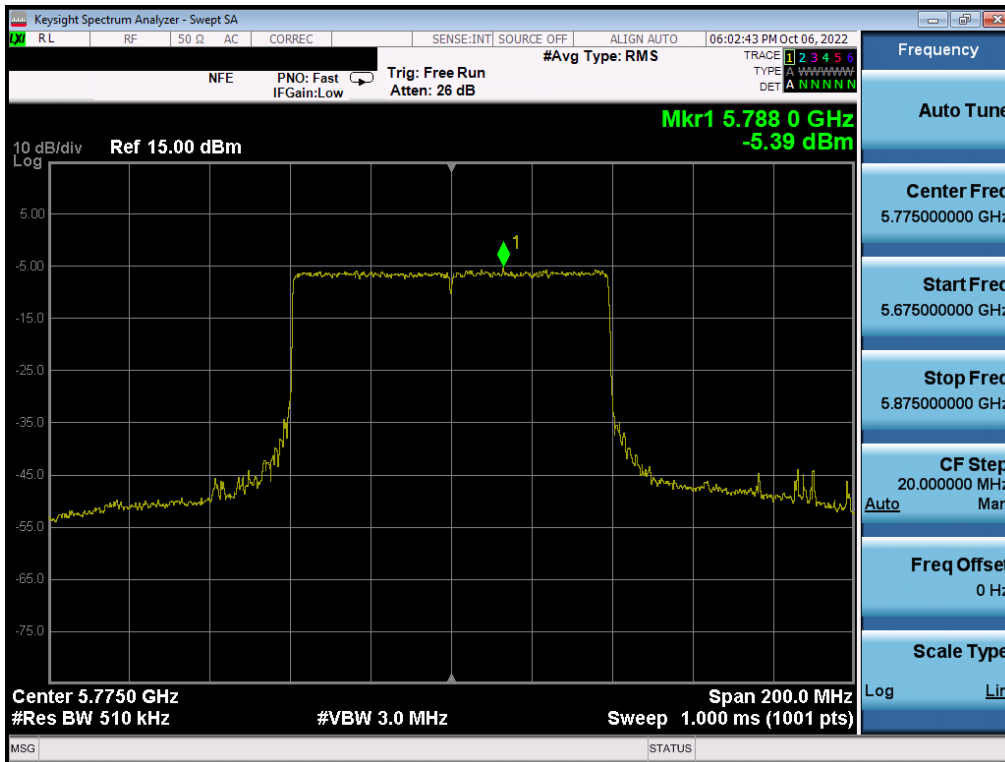 Keysight Spectrum Analyzer - Swept SA
LXI RL RF 50 Ω AC CORREC SENSE:INT SOURCE OFF ALIGN AUTO 06:02:43 PM Oct 06, 2022
NFE PNO: Fast Trig: Free Run #Avg Type: RMS TRACE 1 2 3 4 5 6
IFGain:Low Atten: 26 dB TYPE A WWWWW
DET A N N N N N
Mkr1 5.788 0 GHz
-5.39 dBm
10 dB/div Ref 15.00 dBm
Log
5.00
1
-5.00
-15.0
-25.0
-35.0
-45.0
-55.0
-65.0
-75.0
Center 5.7750 GHz Span 200.0 MHz
#Res BW 510 kHz #VBW 3.0 MHz Sweep 1.000 ms (1001 pts)
MSG STATUS
Frequency
Auto Tune
Center Freq
5.775000000 GHz
Start Freq
5.675000000 GHz
Stop Freq
5.875000000 GHz
CF Step
20.000000 MHz
Auto Man
Freq Offset
0 Hz
Scale Type
Log Lin